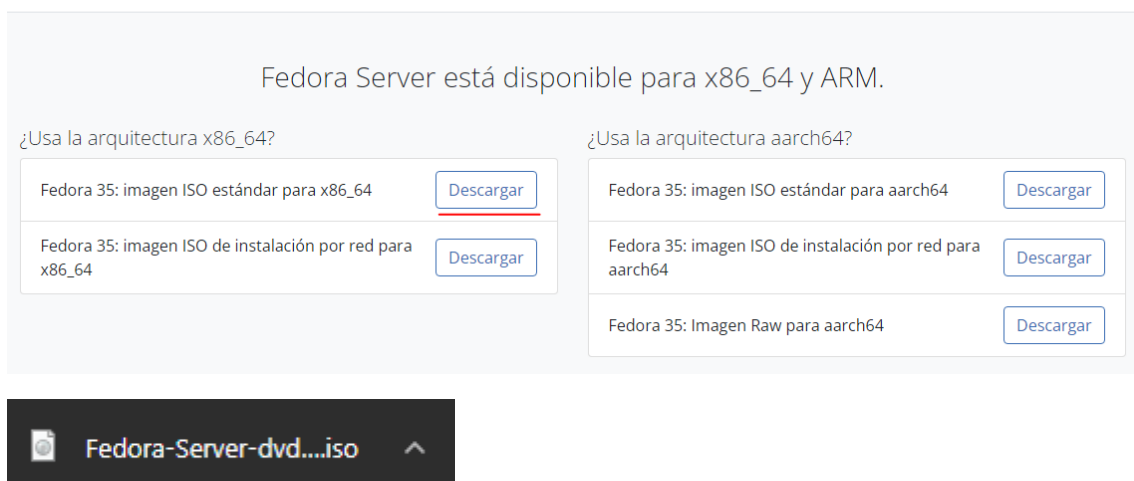 Fedora Server está disponible para x86_64 y ARM.
¿Usa la arquitectura x86_64?
Fedora 35: imagen ISO estándar para x86_64
Descargar
Fedora 35: imagen ISO de instalación por red para
x86_64
Descargar
¿Usa la arquitectura aarch64?
Fedora 35: imagen ISO estándar para aarch64
Descargar
Fedora 35: imagen ISO de instalación por red para
aarch64
Descargar
Fedora 35: Imagen Raw para aarch64
Descargar
Fedora-Server-dvd....iso